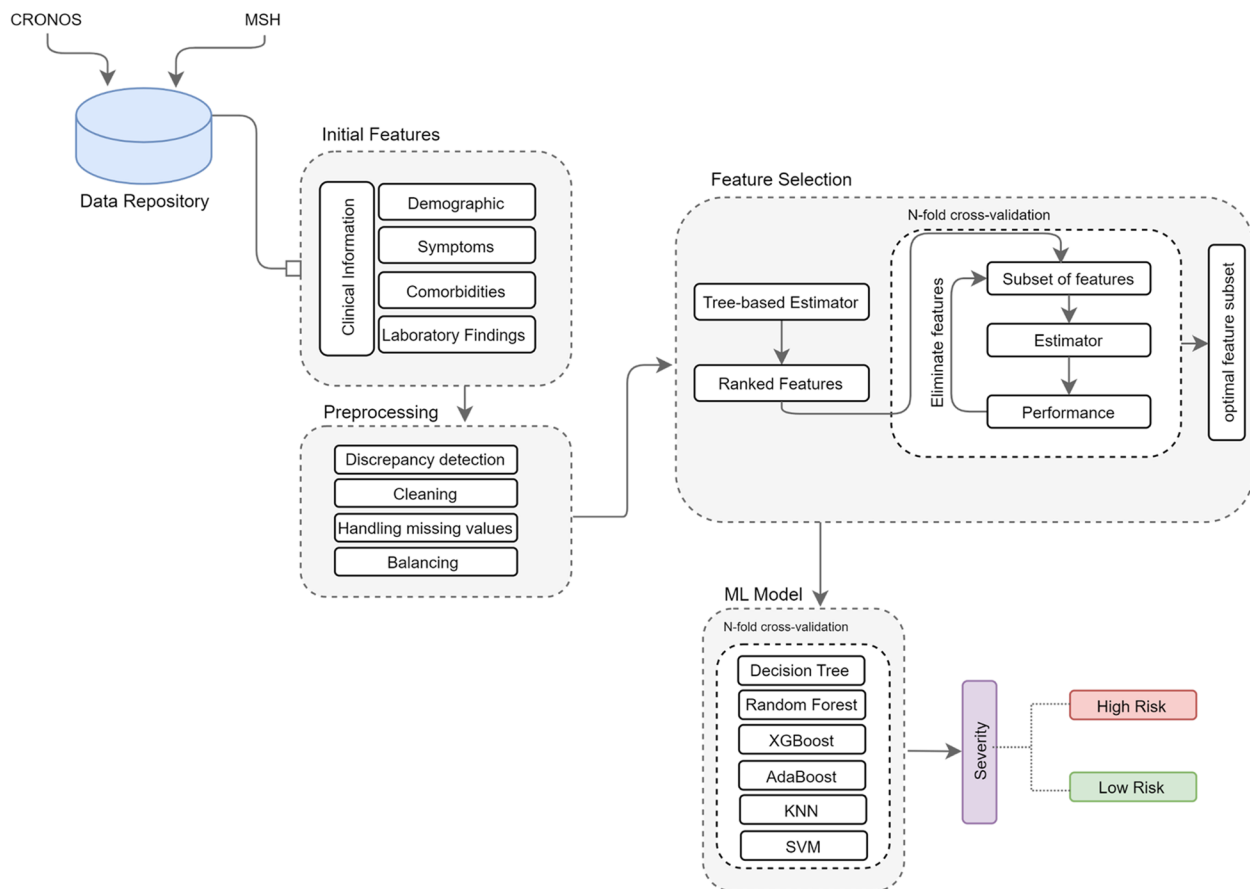 CRONOS
MSH
Data Repository
Initial Features
Clinical Information
Demographic
Symptoms
Comorbidities
Laboratory Findings
Preprocessing
Discrepancy detection
Cleaning
Handling missing values
Balancing
Feature Selection
Tree-based Estimator
Ranked Features
N-fold cross-validation
Eliminate features
Subset of features
Estimator
Performance
optimal feature subset
ML Model
N-fold cross-validation
Decision Tree
Random Forest
XGBoost
AdaBoost
KNN
SVM
Severity
High Risk
Low Risk